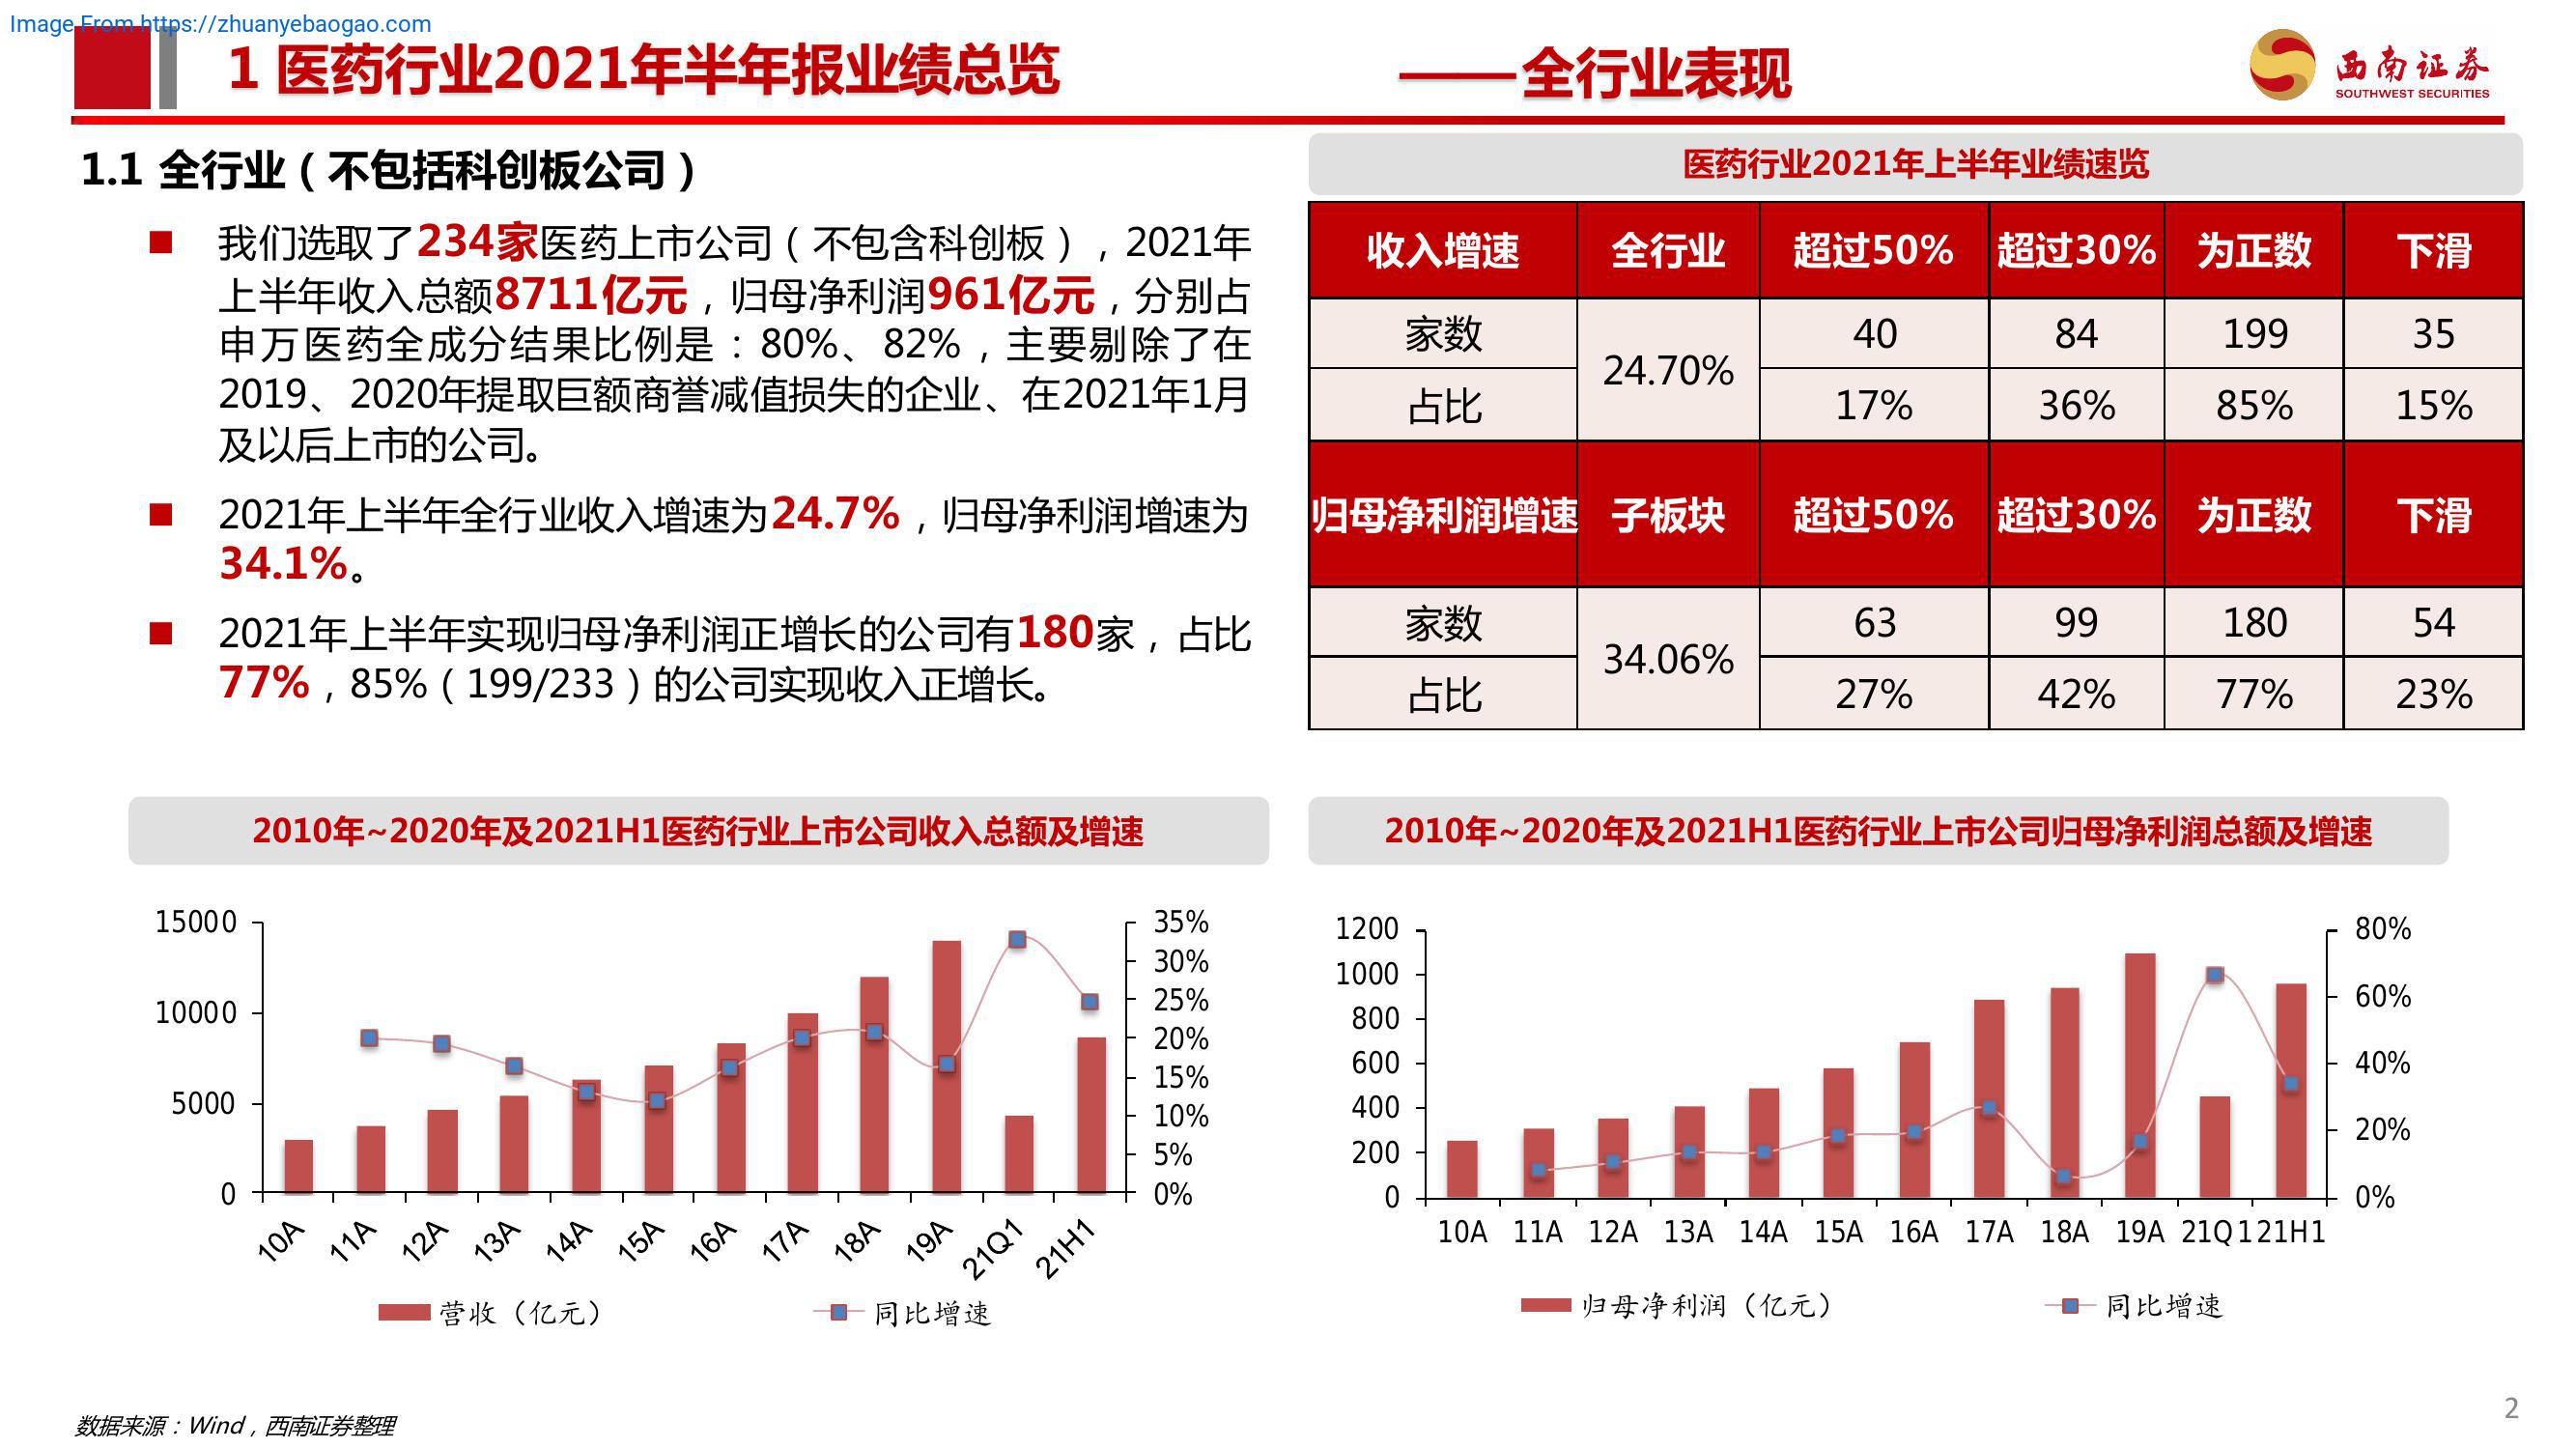 Image From https://zhuanyebaogao.com
1 医药行业2021年半年报业绩总览
——全行业表现
西南证券
SOUTHWEST SECURITIES
1.1 全行业（不包括科创板公司）
我们选取了234家医药上市公司（不包含科创板），2021年
上半年收入总额8711亿元，归母净利润961亿元，分别占
申万医药全成分结果比例是：80%、82%，主要剔除了在
2019、2020年提取巨额商誉减值损失的企业、在2021年1月
及以后上市的公司。
2021年上半年全行业收入增速为24.7%，归母净利润增速为
34.1%。
2021年上半年实现归母净利润正增长的公司有180家，占比
77%，85%（199/233）的公司实现收入正增长。
医药行业2021年上半年业绩速览
收入增速 全行业 超过50% 超过30% 为正数 下滑
家数 24.70% 40 84 199 35
占比 17% 36% 85% 15%
归母净利润增速 子板块 超过50% 超过30% 为正数 下滑
家数 34.06% 63 99 180 54
占比 27% 42% 77% 23%
2010年~2020年及2021H1医药行业上市公司收入总额及增速
15000
10000
5000
0
35%
30%
25%
20%
15%
10%
5%
0%
10A 11A 12A 13A 14A 15A 16A 17A 18A 19A 21Q1 21H1
营收（亿元） 同比增速
2010年~2020年及2021H1医药行业上市公司归母净利润总额及增速
1200
1000
800
600
400
200
0
80%
60%
40%
20%
0%
10A 11A 12A 13A 14A 15A 16A 17A 18A 19A 21Q1 21H1
归母净利润（亿元） 同比增速
数据来源：Wind，西南证券整理
2